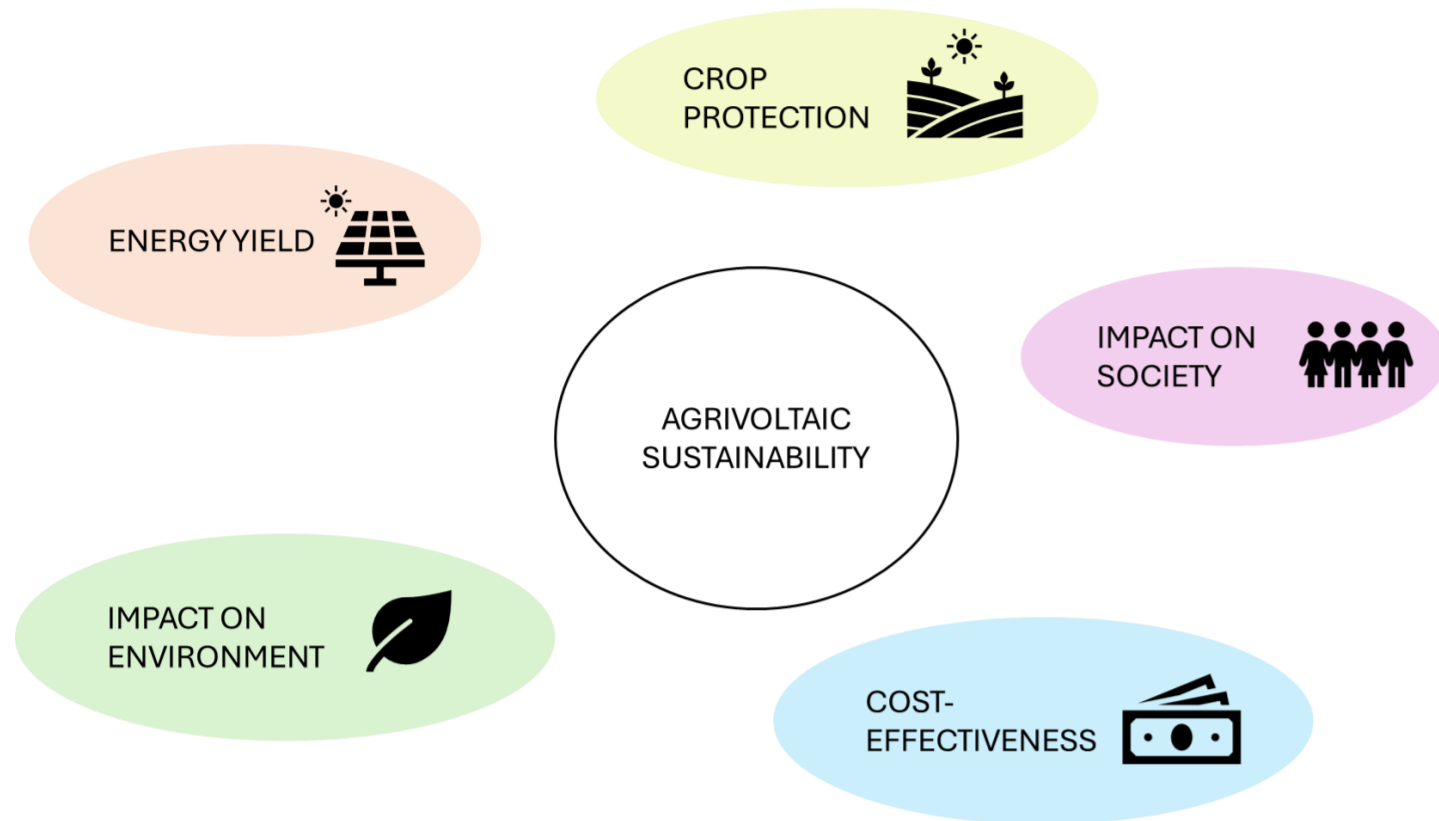 CROP
PROTECTION
ENERGY YIELD
IMPACT ON
SOCIETY
AGRIVOLTAIC
SUSTAINABILITY
IMPACT ON
ENVIRONMENT
COST-
EFFECTIVENESS